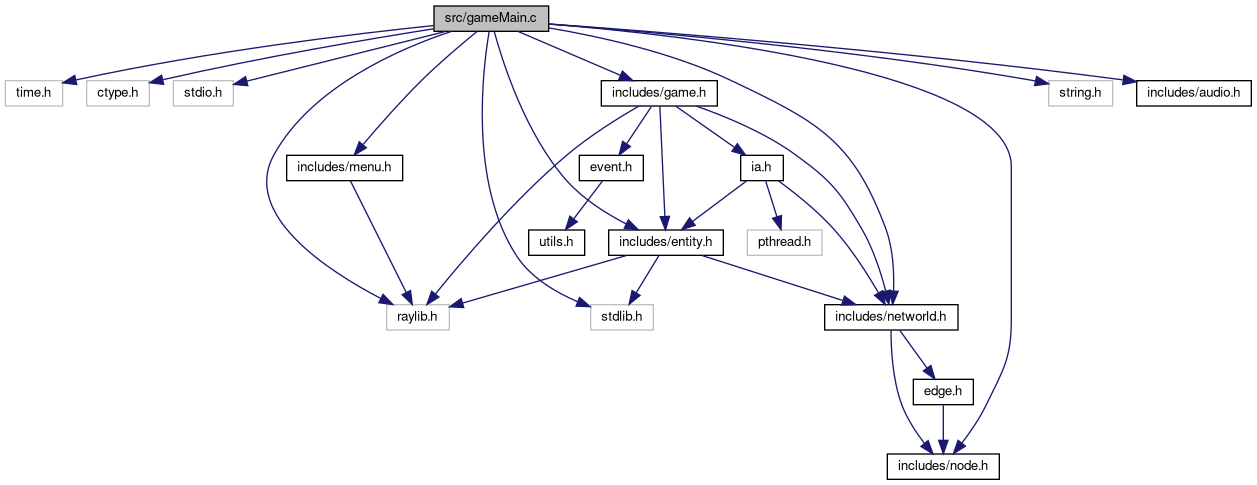 src/gameMain.c
time.h
ctype.h
stdio.h
includes/game.h
string.h
includes/audio.h
includes/menu.h
event.h
ia.h
utils.h
includes/entity.h
pthread.h
raylib.h
stdlib.h
includes/networld.h
edge.h
includes/node.h